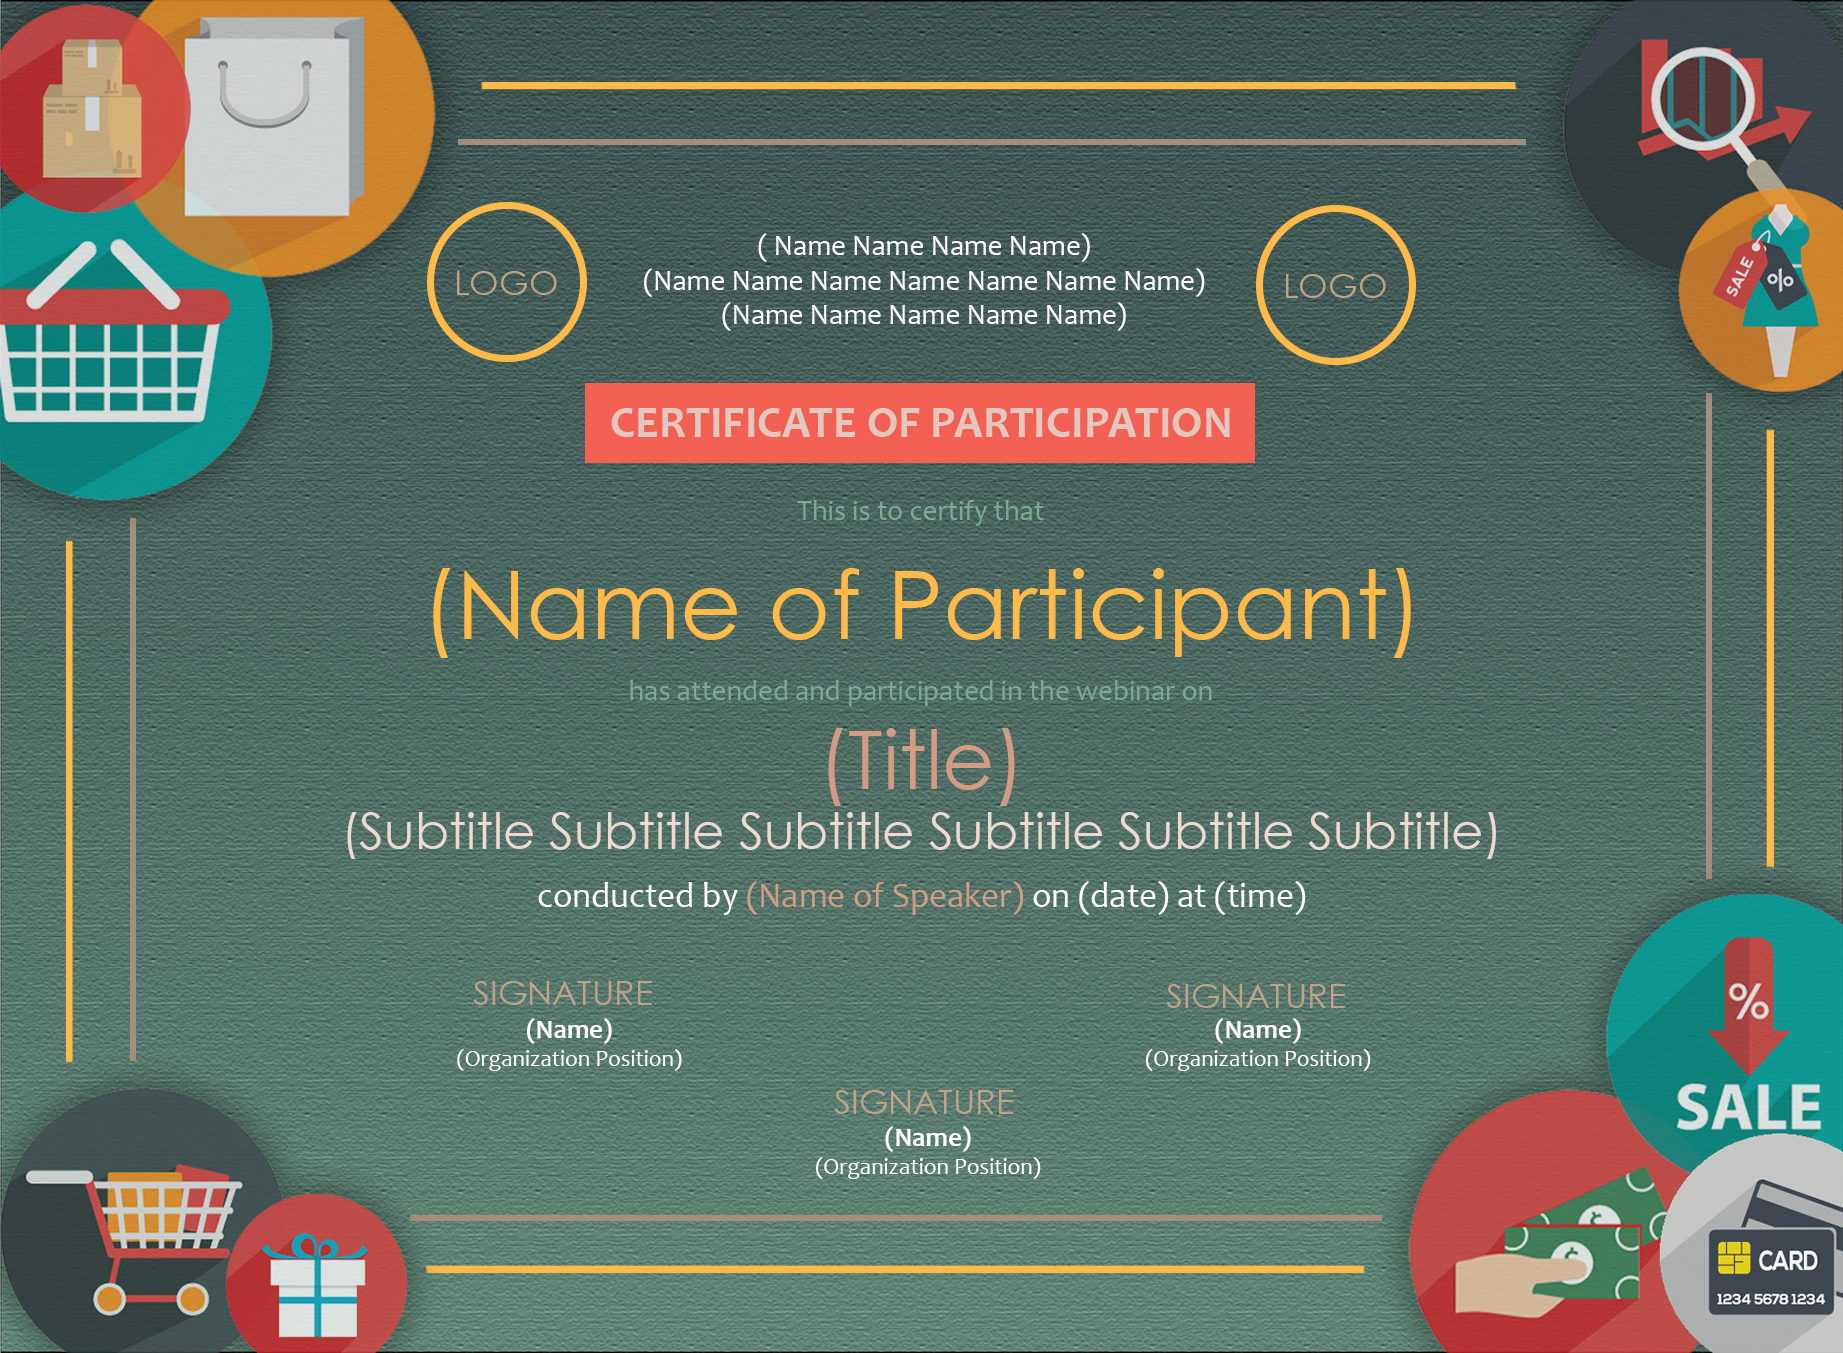 ( Name Name Name Name)
LOGO
(Name Name Name Name Name Name Name)
LOGO
(Name Name Name Name Name)
SALE
%
CERTIFICATE OF PARTICIPATION
This is to certify that
(Name of Participant)
has attended and participated in the webinar on
(Title)
(Subtitle Subtitle Subtitle Subtitle Subtitle Subtitle)
conducted by (Name of Speaker) on (date) at (time)
SIGNATURE
(Name)
(Organization Position)
SIGNATURE
(Name)
(Organization Position)
SIGNATURE
(Name)
(Organization Position)
%
SALE
$
$
CARD
1234 5678 1234